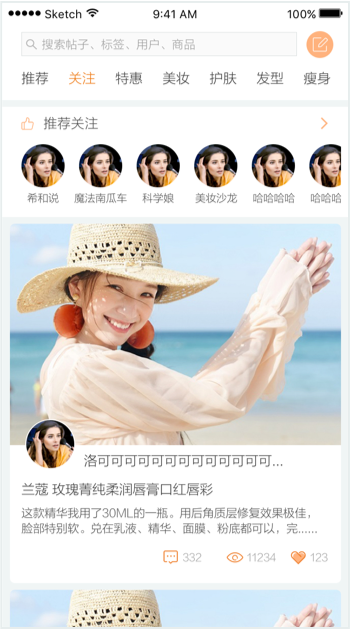 Sketch 9:41 AM 100%
搜索帖子、标签、用户、商品
推荐 关注 特惠 美妆 护肤 发型 瘦身
推荐关注
希和说 魔法南瓜车 科学娘 美妆沙龙 哈哈哈哈 哈哈哈
洛可可可可可可可可可可可可可...
兰蔻 玫瑰菁纯柔润唇膏口红唇彩
这款精华我用了30ML的一瓶。用后角质层修复效果极佳，
脸部特别软。兑在乳液、精华、面膜、粉底都可以，完......
332 11234 123